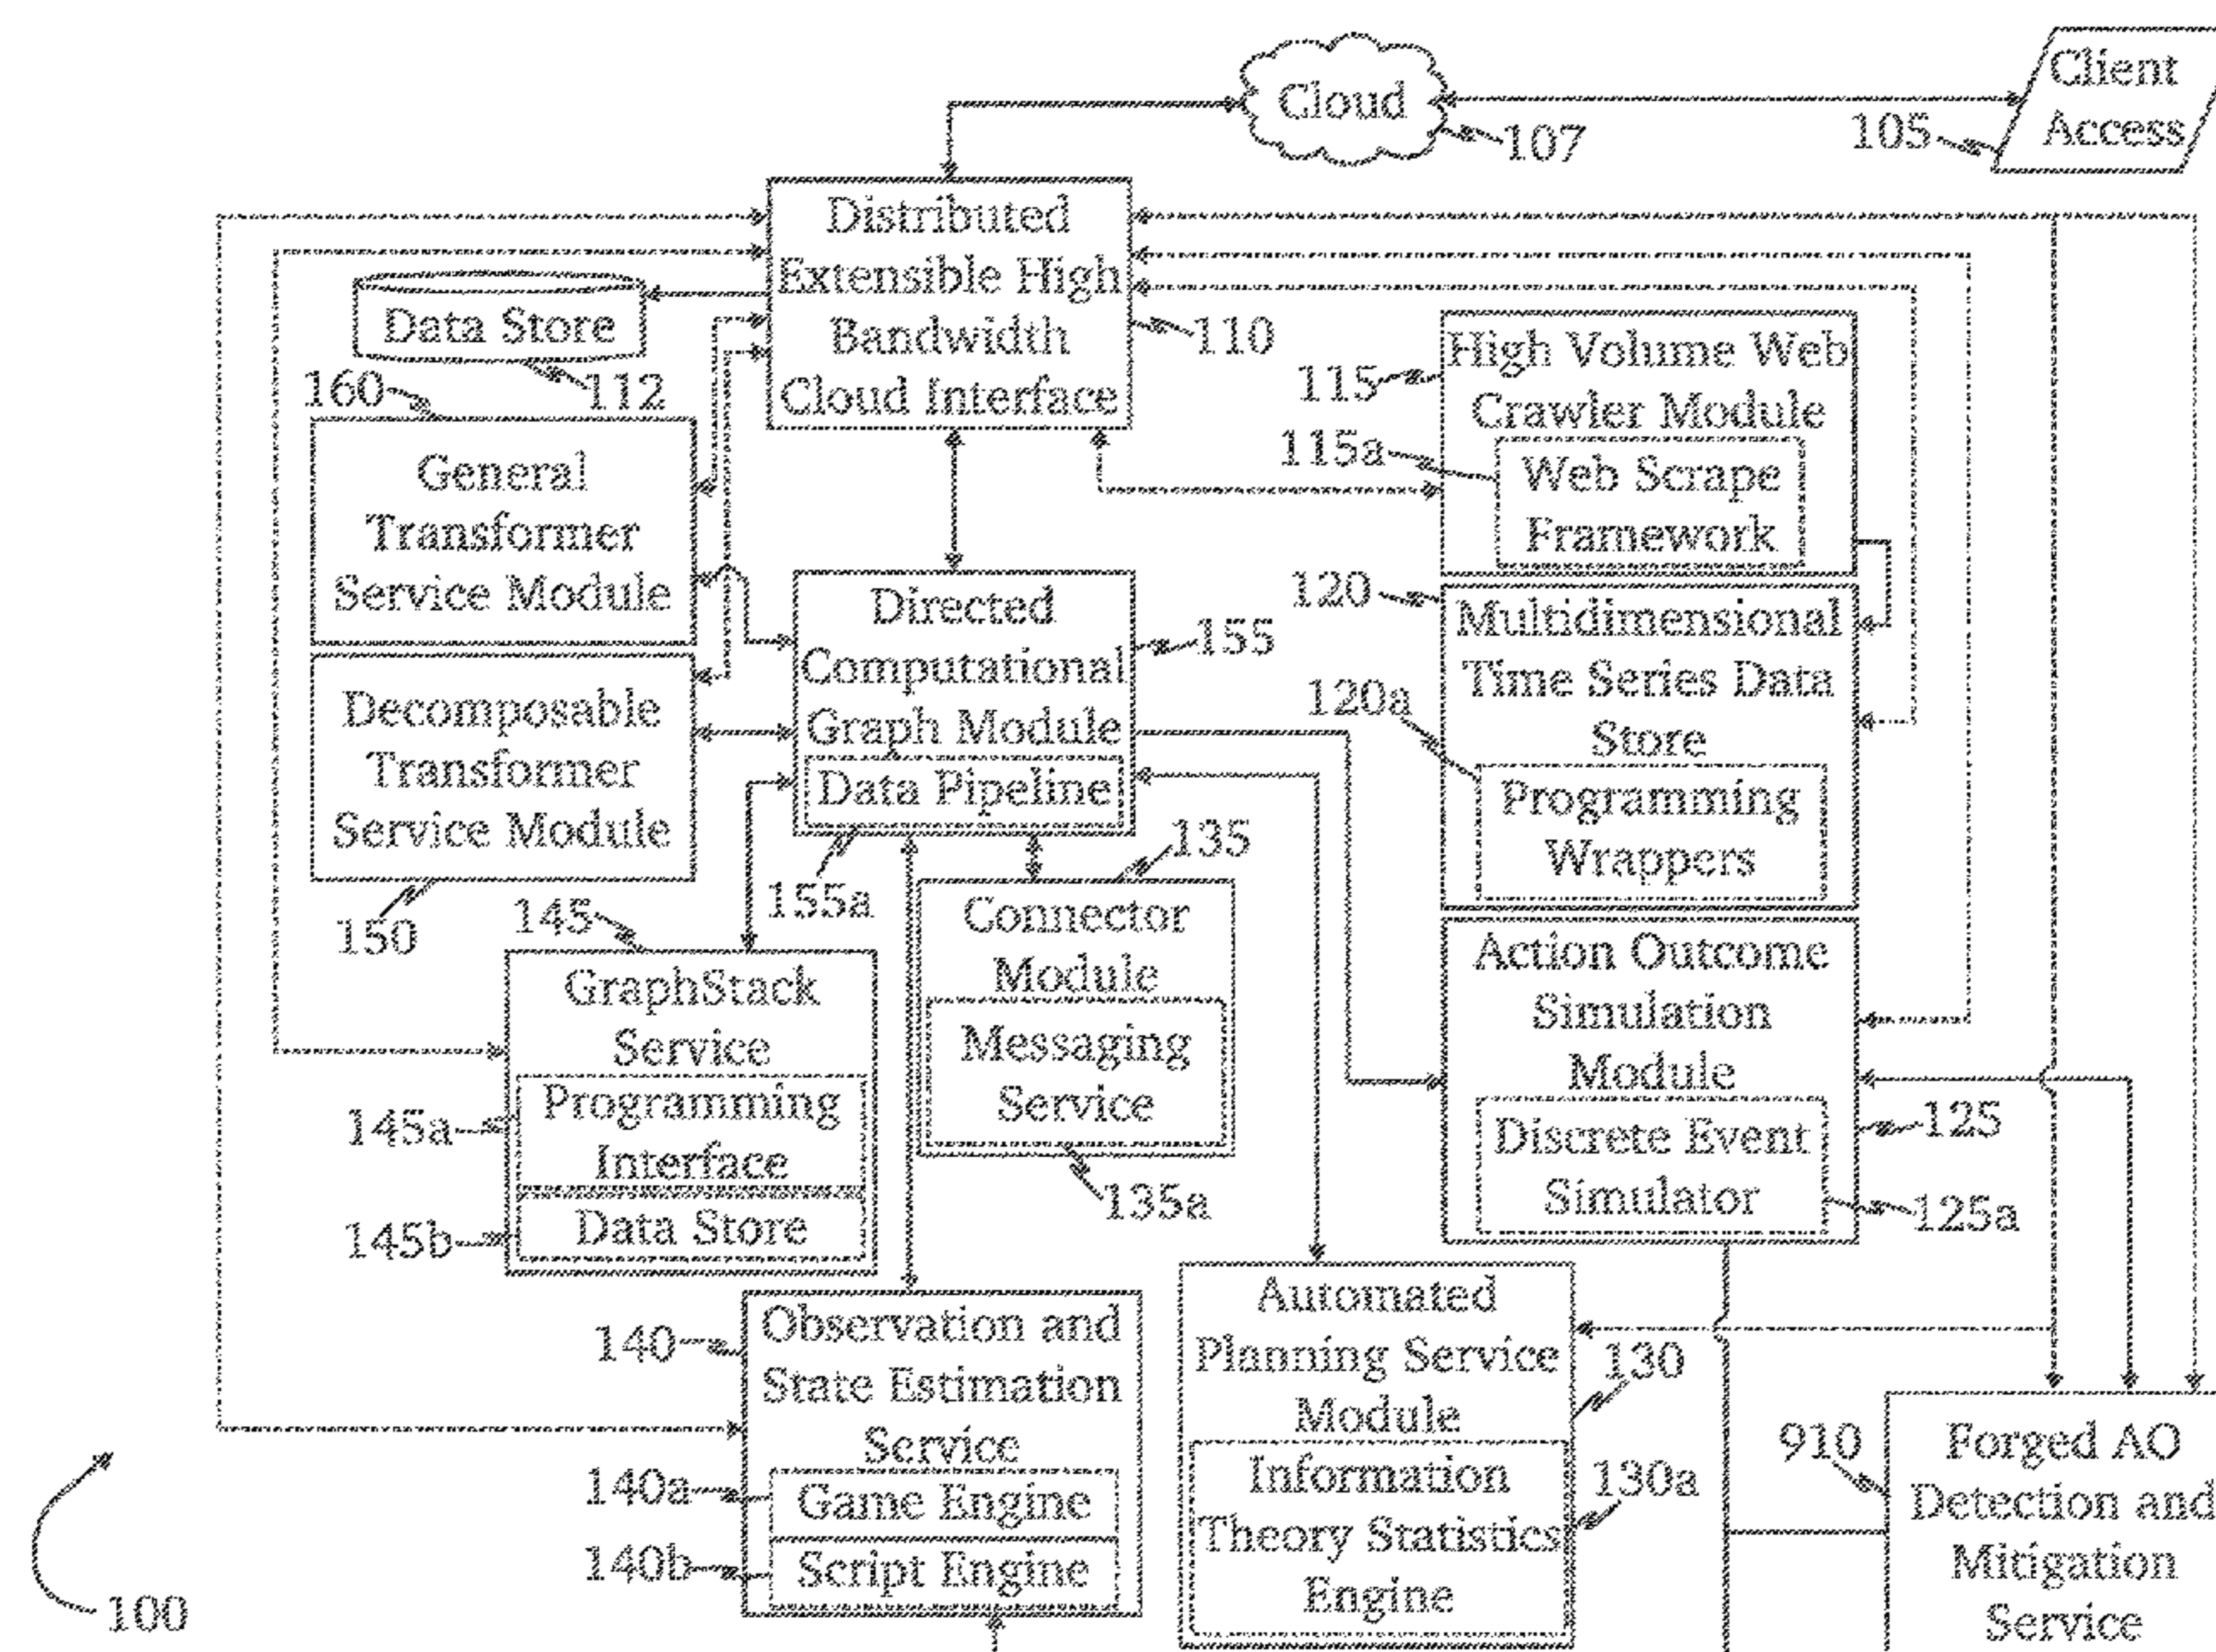 Cloud
107
Client
Access
105
Distributed
Extensible High
Bandwidth
Cloud Interface
110
Data Store
112
160
General
Transformer
Service Module
Decomposable
Transformer
Service Module
150
Directed
Computational
Graph Module
Data Pipeline
155
155a
High Volume Web
Crawler Module
Web Scrape
Framework
115
115a
120
Multidimensional
Time Series Data
Store
120a
Programming
Wrappers
135
Connector
Module
Messaging
Service
135a
145
GraphStack
Service
145a
Programming
Interface
145b
Data Store
Action Outcome
Simulation
Module
Discrete Event
Simulator
125
125a
140
Observation and
State Estimation
Service
140a
Game Engine
140b
Script Engine
Automated
Planning Service
Module
130
Information
Theory Statistics
Engine
130a
910
Forged AO
Detection and
Mitigation
Service
100